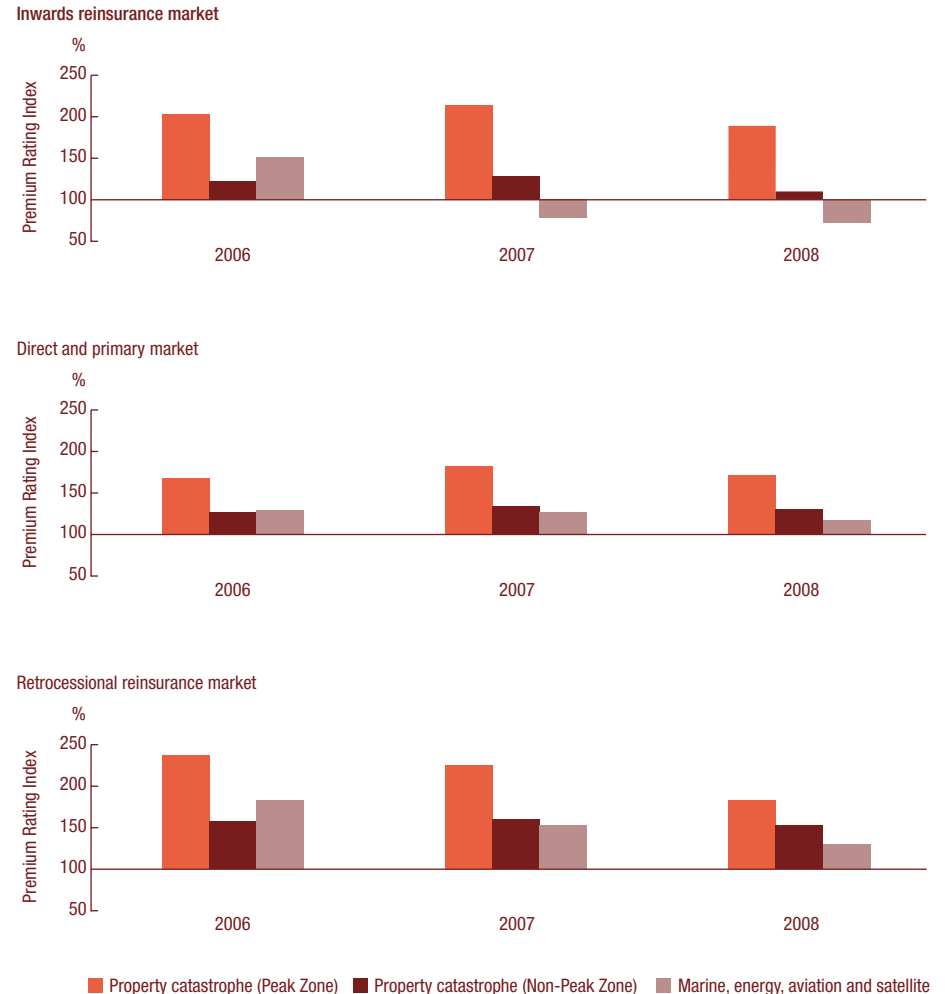 Inwards reinsurance market
%
Premium Rating Index
250
200
150
100
50
2006 2007 2008
Direct and primary market
%
Premium Rating Index
250
200
150
100
50
2006 2007 2008
Retrocessional reinsurance market
%
Premium Rating Index
250
200
150
100
50
2006 2007 2008
Property catastrophe (Peak Zone) Property catastrophe (Non-Peak Zone) Marine, energy, aviation and satellite